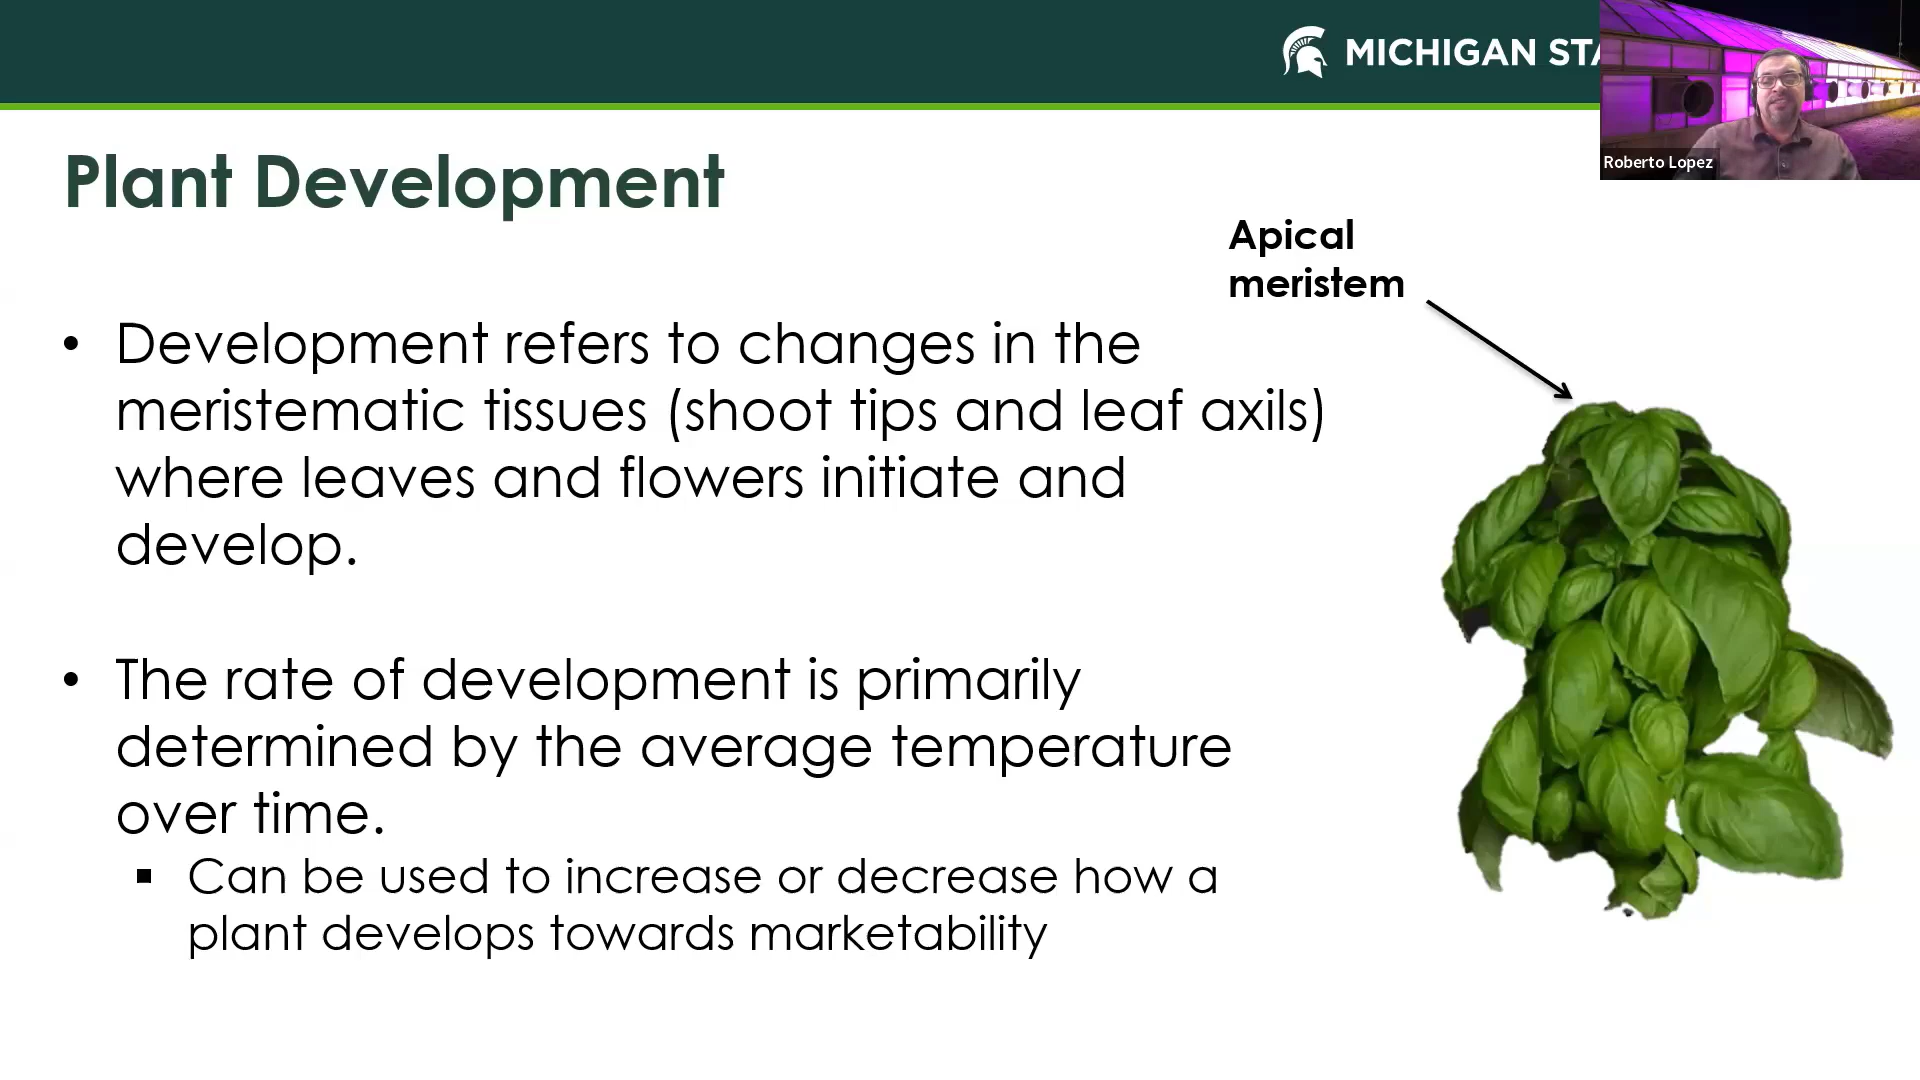 MICHIGAN STA
Roberto Lopez
Plant Development
Apical
meristem
• Development refers to changes in the
meristematic tissues (shoot tips and leaf axils)
where leaves and flowers initiate and
develop.
• The rate of development is primarily
determined by the average temperature
over time.
▪ Can be used to increase or decrease how a
plant develops towards marketability